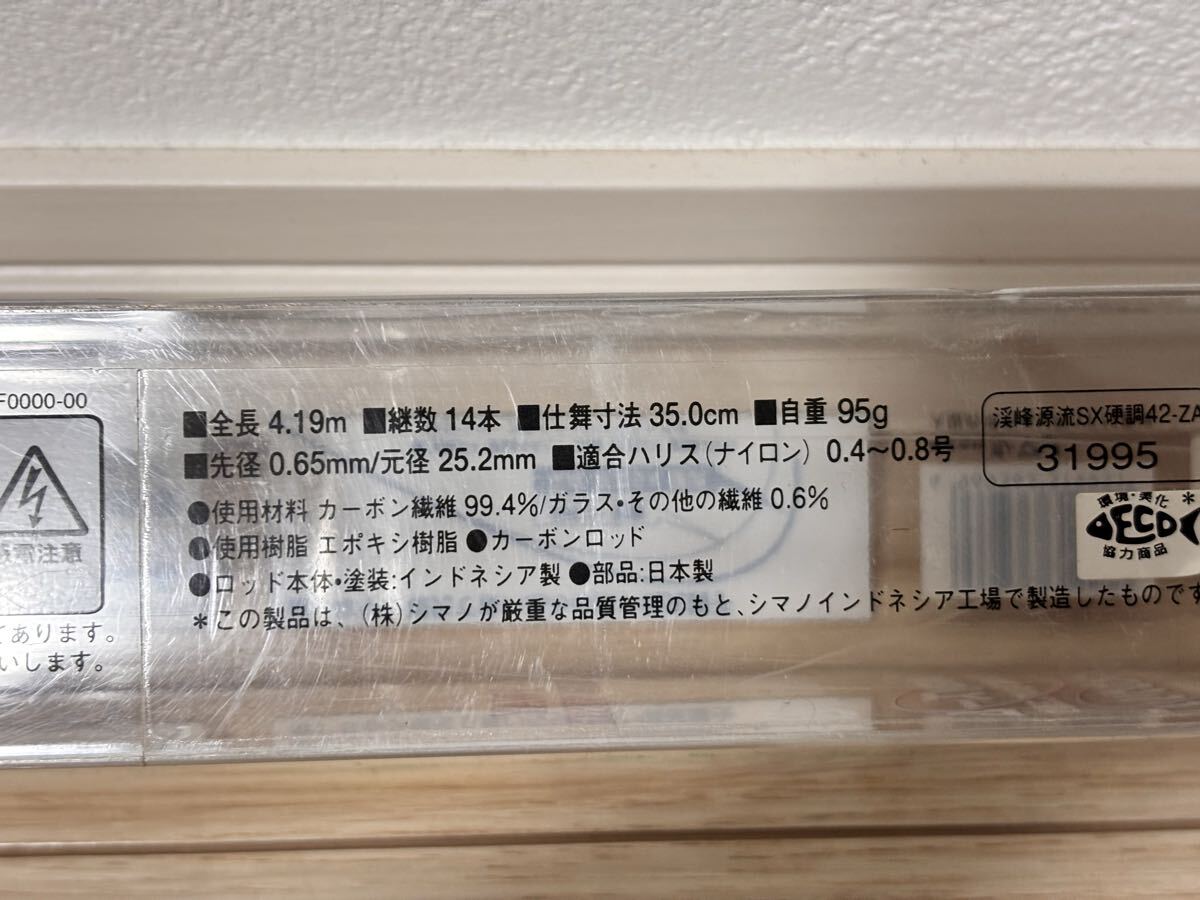 F0000-00
注意
てあります。
いします。
■全長 4.19m ■継数 14本 ■仕舞寸法 35.0cm ■自重 95g
■先径 0.65mm/元径 25.2mm ■適合ハリス(ナイロン) 0.4～0.8号
●使用材料 カーボン繊維 99.4%/ガラス・その他の繊維 0.6%
●使用樹脂 エポキシ樹脂 ●カーボンロッド
●ロッド本体・塗装:インドネシア製 ●部品:日本製
＊この製品は、(株)シマノが厳重な品質管理のもと、シマノインドネシア工場で製造したものです
渓峰源流SX硬調42-ZA
31995
環境・美化
ECO
協力商品